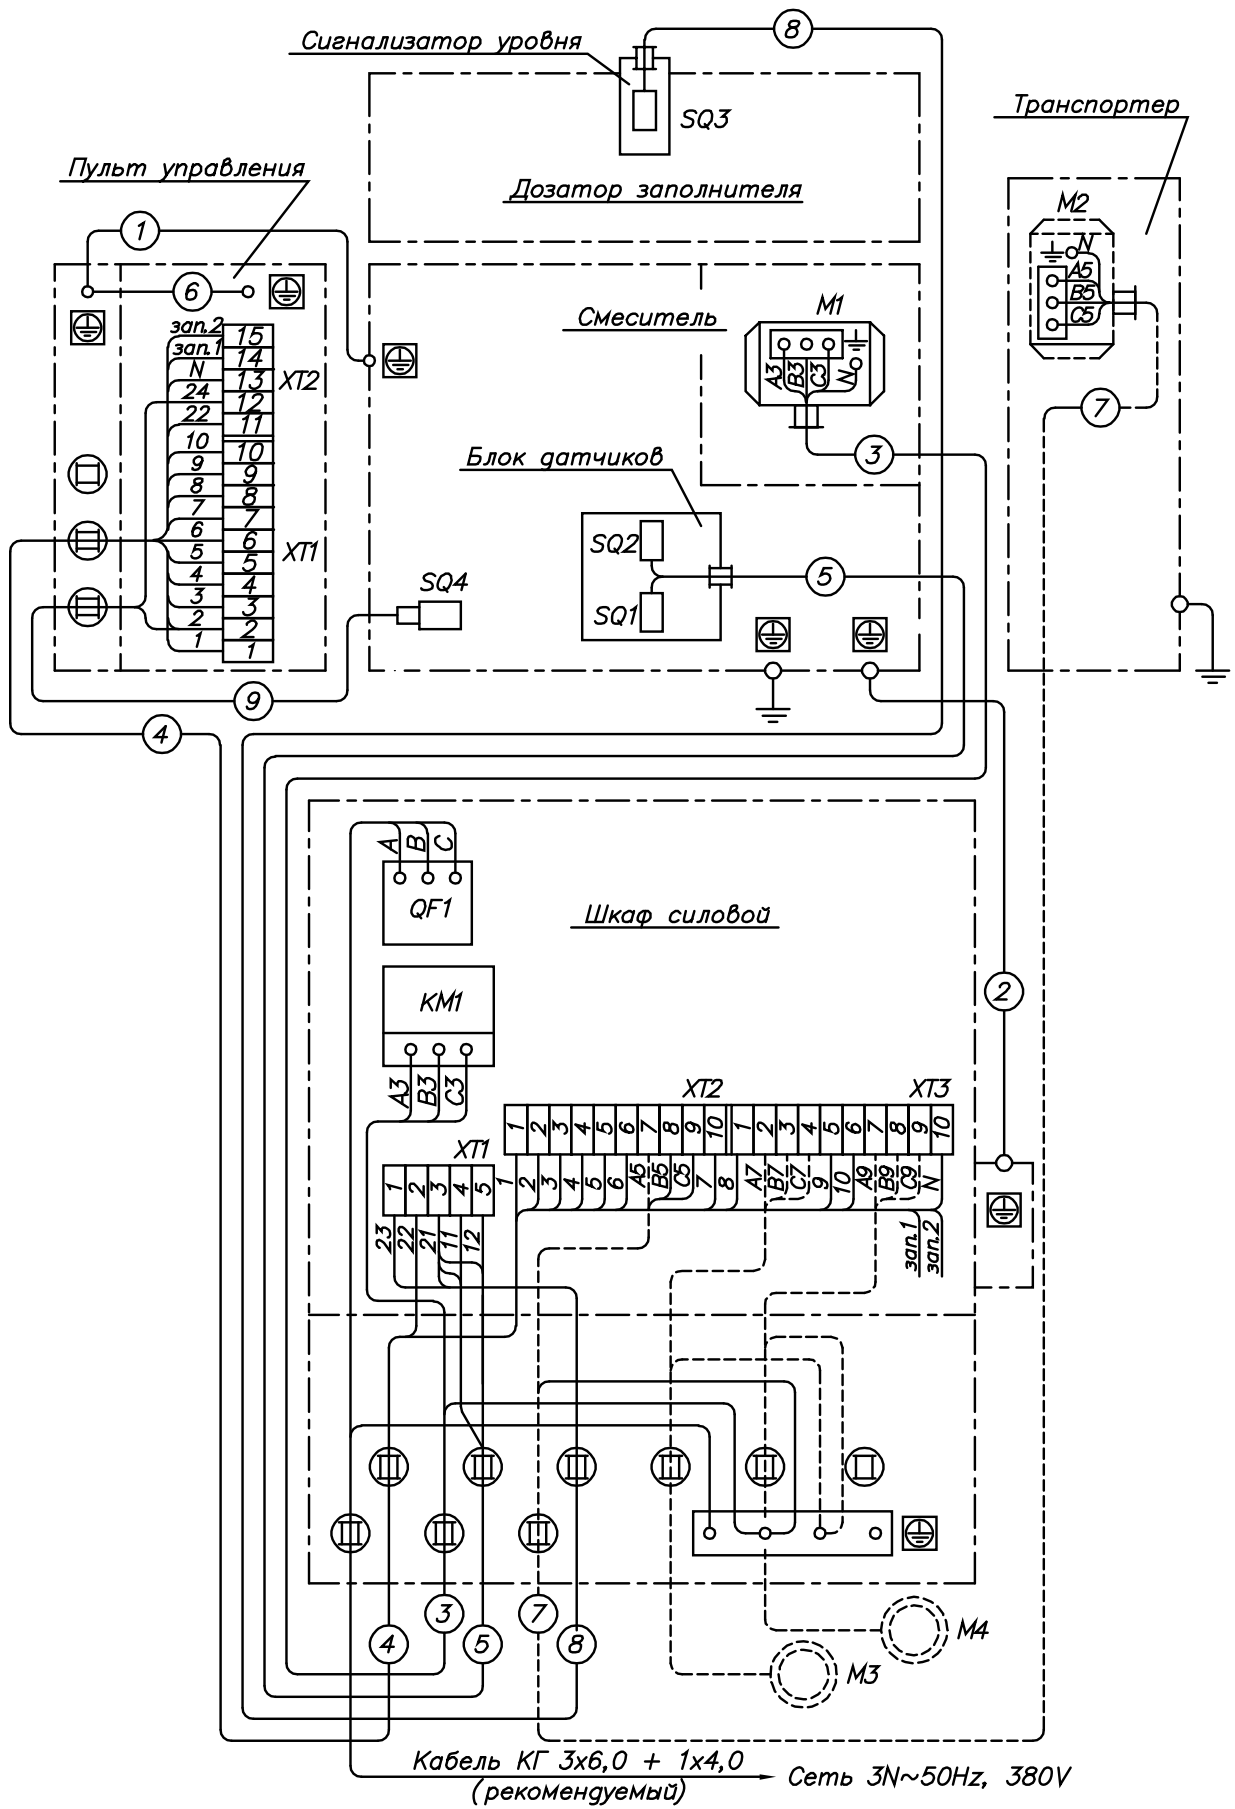 8
Сигнализатор уровня
SQ3
Транспортер
Пульт управления
Дозатор заполнителя
M2
1
N
A5
B5
C5
6
Смеситель
M1
зап.2 15
зап.1 14
N 13
24 12
22 11
10 10
9 9
8 8
7 7
6 6
5 5
4 4
3 3
2 2
1 1
XT2
XT1
A3 B3 C3 N
7
3
Блок датчиков
SQ2
SQ1
5
SQ4
9
4
A B C
QF1
Шкаф силовой
KM1
2
A3 B3 C3
XT2 XT3
1 2 3 4 5 6 7 8 9 10 1 2 3 4 5 6 7 8 9 10
XT1
1 2 3 4 5
1 2 3 4 5 6 A5 B5 C5 7 8 A7 B7 C7 9 10 A9 B9 C9 N
23 22 21 11 12
зап.1
зап.2
3 7
4 5 8
M4
M3
Кабель КГ 3х6,0 + 1х4,0
(рекомендуемый)
Сеть 3N~50Hz, 380V